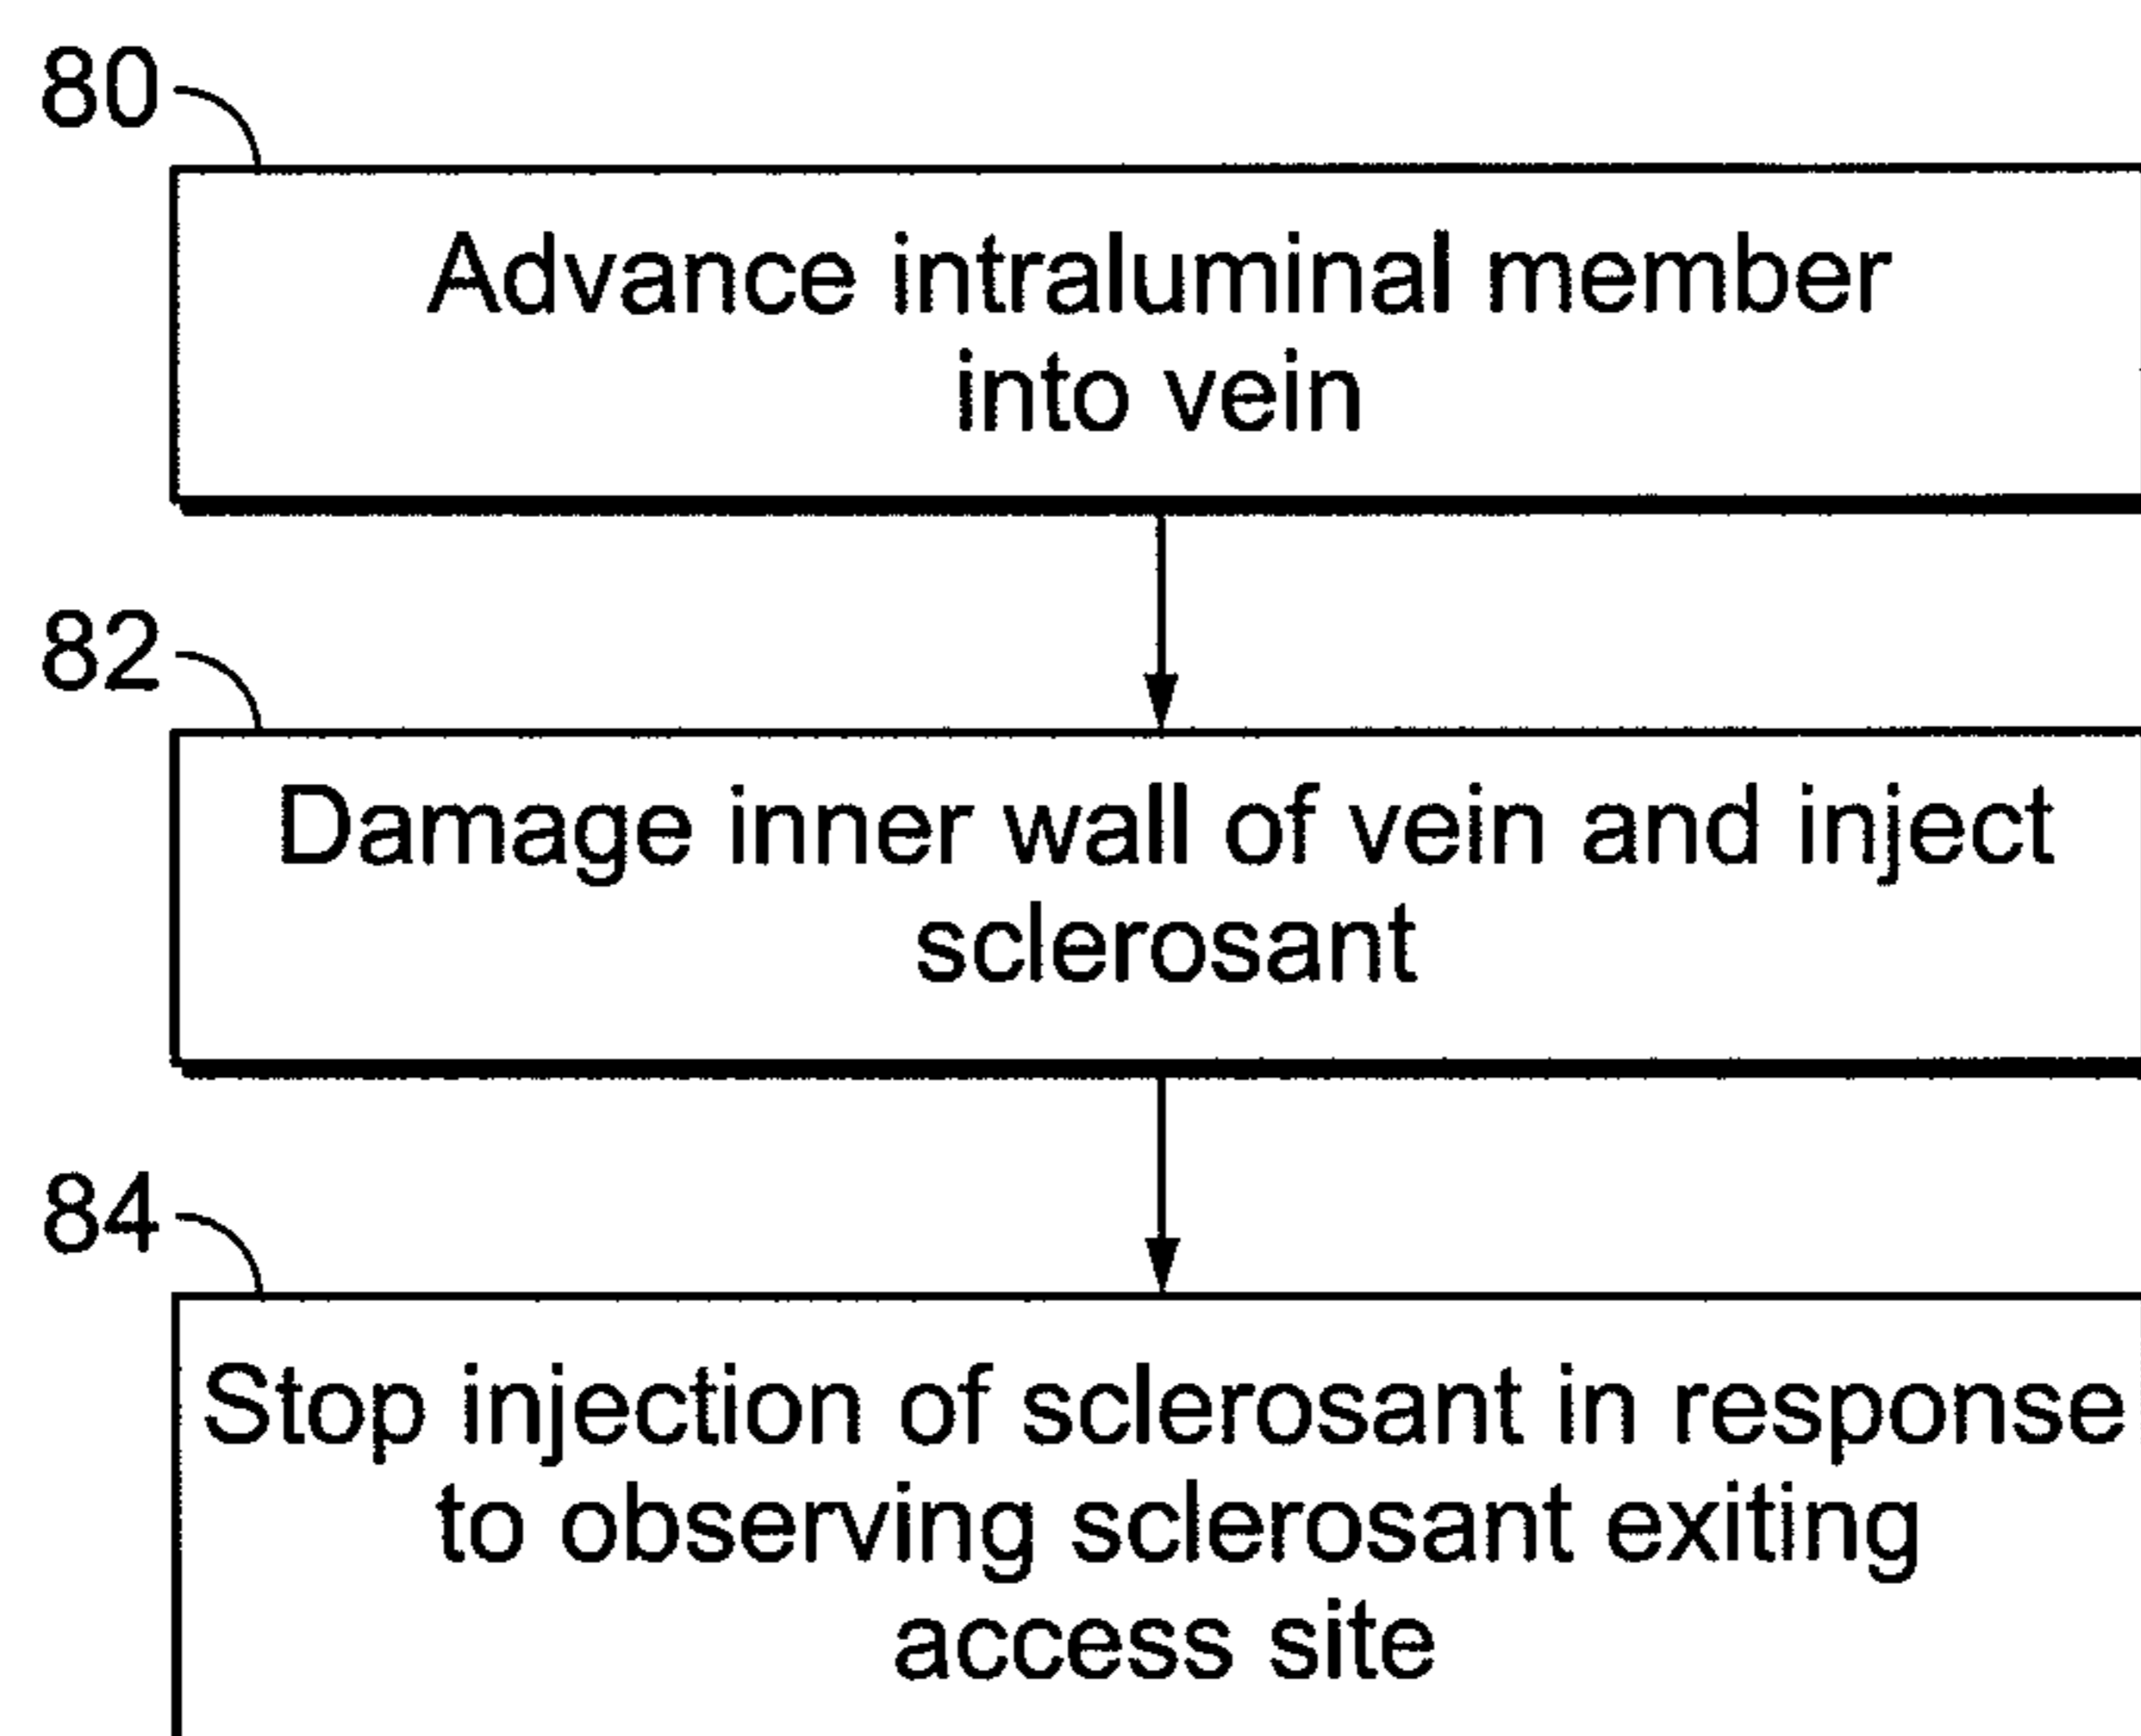 80
Advance intraluminal member
into vein
82
Damage inner wall of vein and inject
sclerosant
84
Stop injection of sclerosant in response
to observing sclerosant exiting
access site